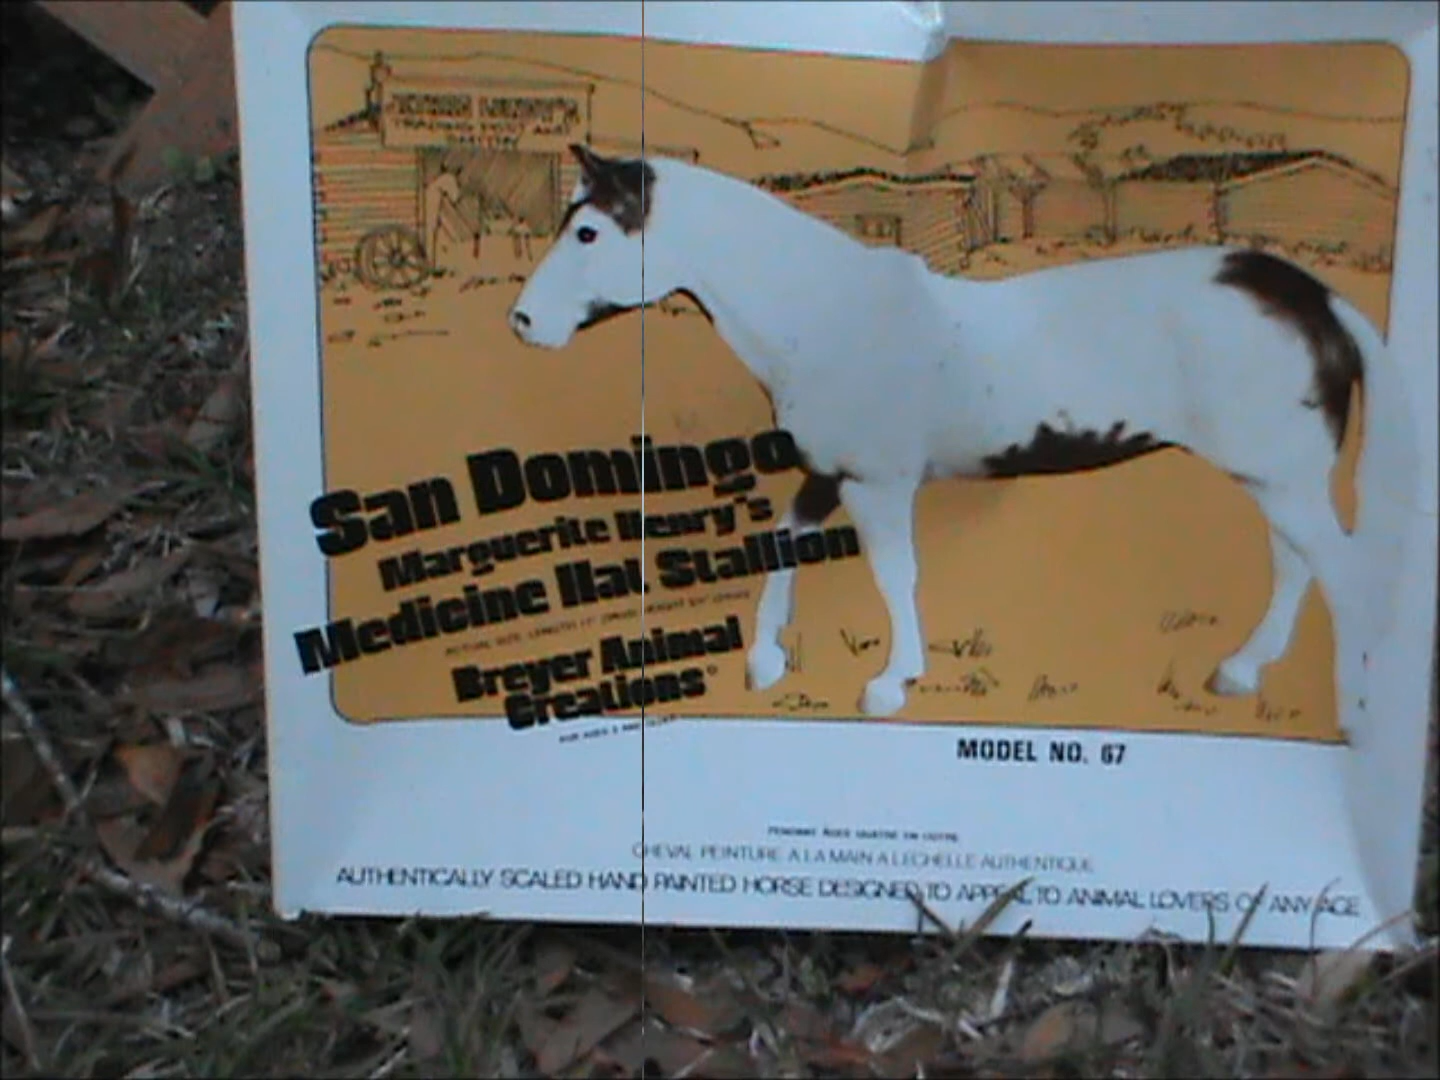 San Domingo
Marguerite Henry's
Medicine Hat Stallion
Breyer Animal
Creations®
MODEL NO. 67
CHEVAL PEINTURE A LA MAIN A L'ECHELLE AUTHENTIQUE
AUTHENTICALLY SCALED HAND PAINTED HORSE DESIGNED TO APPEAL TO ANIMAL LOVERS OF ANY AGE